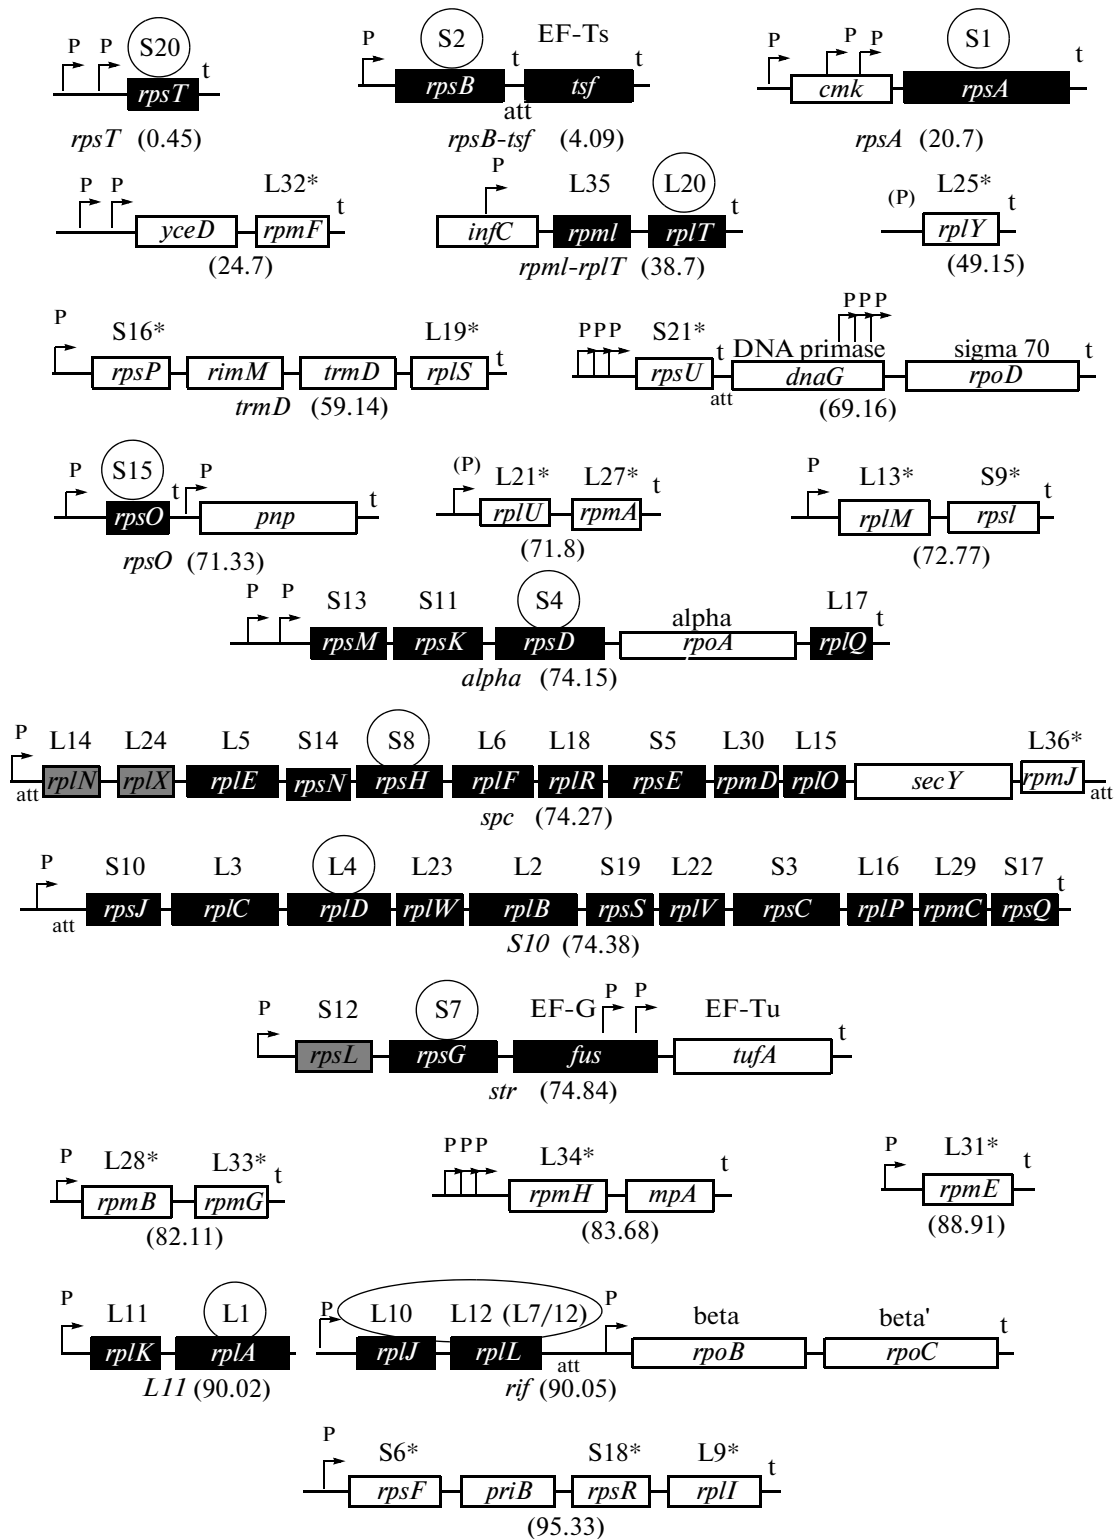 P P S20 t
rpsT
rpsT (0.45)
P S2 t EF-Ts t
rpsB tsf
att
rpsB-tsf (4.09)
P P P S1 t
cmk rpsA
rpsA (20.7)
P P L32* t
yceD rpmF
(24.7)
P L35 L20 t
infC rpml rplT
rpml-rplT (38.7)
(P) L25* t
rplY
(49.15)
P S16* L19* t
rpsP rimM trmD rplS
trmD (59.14)
P P P S21* t DNA primase P P P sigma 70 t
rpsU dnaG rpoD
att
(69.16)
P S15 t P t
rpsO pnp
rpsO (71.33)
(P) L21* L27* t
rplU rpmA
(71.8)
P L13* S9* t
rplM rpsl
(72.77)
P P S13 S11 S4 alpha L17 t
rpsM rpsK rpsD rpoA rplQ
alpha (74.15)
P L14 L24 L5 S14 S8 L6 L18 S5 L30 L15 L36*
rplN rplX rplE rpsN rpsH rplF rplR rpsE rpmD rplO secY rpmJ
att att
spc (74.27)
P S10 L3 L4 L23 L2 S19 L22 S3 L16 L29 S17 t
rpsJ rplC rplD rplW rplB rpsS rplV rpsC rplP rpmC rpsQ
att
S10 (74.38)
P S12 S7 EF-G P P EF-Tu t
rpsL rpsG fus tufA
str (74.84)
P L28* L33* t
rpmB rpmG
(82.11)
P P P L34* t
rpmH mpA
(83.68)
P L31* t
rpmE
(88.91)
P L11 L1
rplK rplA
L11 (90.02)
P L10 L12 (L7/12) P beta beta' t
rplJ rplL rpoB rpoC
att
rif (90.05)
P S6* S18* L9* t
rpsF priB rpsR rplI
(95.33)